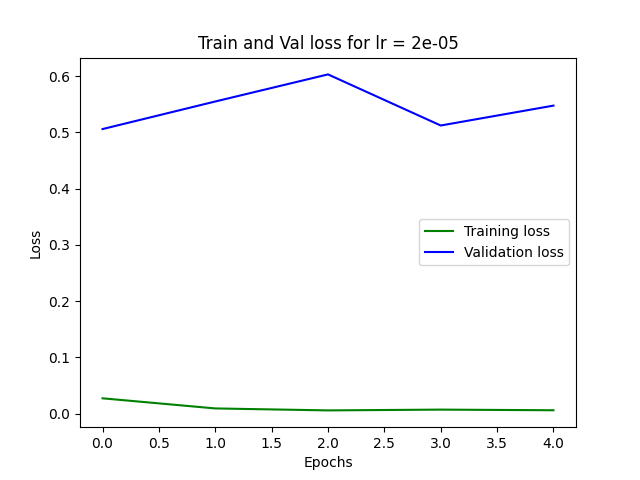 Train and Val loss for lr = 2e-05
0.6
0.5
0.4
0.3
0.2
0.1
0.0
Loss
Training loss
Validation loss
0.0 0.5 1.0 1.5 2.0 2.5 3.0 3.5 4.0
Epochs